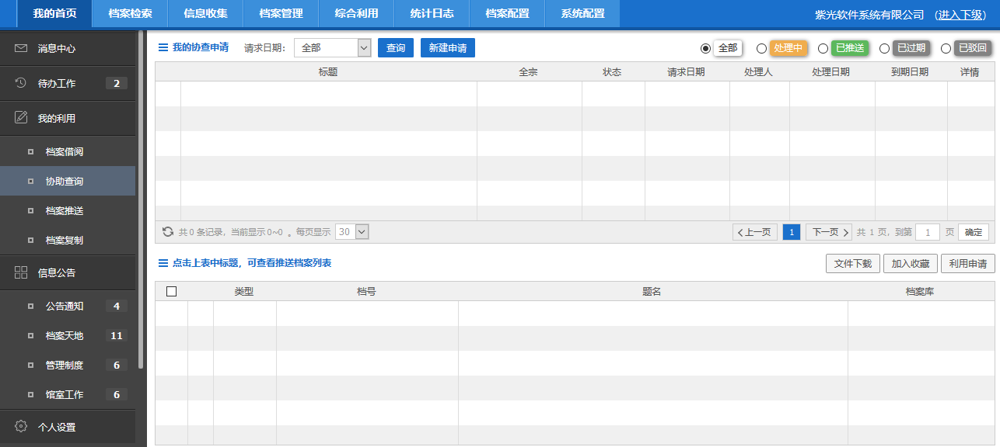 我的首页 档案检索 信息收集 档案管理 综合利用 统计日志 档案配置 系统配置 紫光软件系统有限公司 (进入下级)
消息中心
待办工作 2
我的利用
档案借阅
协助查询
档案推送
档案复制
信息公告
公告通知 4
档案天地 11
管理制度 6
馆室工作 6
个人设置
我的协查申请 请求日期: 全部 查询 新建申请 全部 处理中 已推送 已过期 已驳回
标题 全宗 状态 请求日期 处理人 处理日期 到期日期 详情
共 0 条记录，当前显示 0~0 。每页显示 30 上一页 1 下一页 共 1 页，到第 1 页 确定
点击上表中标题，可查看推送档案列表 文件下载 加入收藏 利用申请
类型 档号 题名 档案库